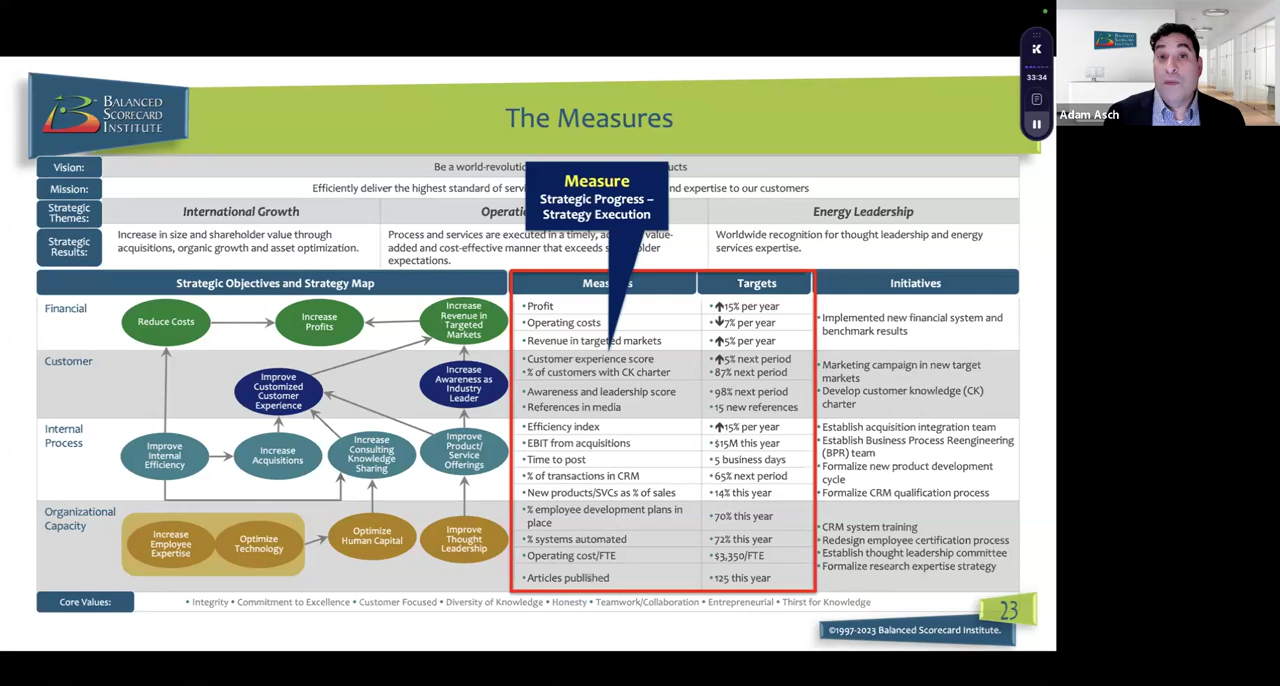 BALANCED
SCORECARD
INSTITUTE
The Measures
33:34
BALANCED
SCORECARD
INSTITUTE
Adam Asch
Vision:
Be a world-revolutio
ucts
Mission:
Efficiently deliver the highest standard of servi
nd expertise to our customers
Measure
Strategic Progress –
Strategy Execution
Strategic
Themes:
International Growth
Operatio
Energy Leadership
Strategic
Results:
Increase in size and shareholder value through
acquisitions, organic growth and asset optimization.
Process and services are executed in a timely, ac
value-
added and cost-effective manner that exceeds s
holder
expectations.
Worldwide recognition for thought leadership and energy
services expertise.
Strategic Objectives and Strategy Map
Meas
s
Targets
Initiatives
Financial
Reduce Costs
Increase
Profits
Increase
Revenue in
Targeted
Markets
• Profit
• Operating costs
• Revenue in targeted markets
• ↑15% per year
• ↓7% per year
• ↑5% per year
• Implemented new financial system and
benchmark results
Customer
Improve
Customized
Customer
Experience
Increase
Awareness as
Industry
Leader
• Customer experience score
• % of customers with CK charter
• Awareness and leadership score
• References in media
• ↑5% next period
• 87% next period
• 98% next period
• 15 new references
• Marketing campaign in new target
markets
• Develop customer knowledge (CK)
charter
Internal
Process
Improve
Internal
Efficiency
Increase
Acquisitions
Increase
Consulting
Knowledge
Sharing
Improve
Product/
Service
Offerings
• Efficiency index
• EBIT from acquisitions
• Time to post
• % of transactions in CRM
• New products/SVCs as % of sales
• ↑15% per year
• $15M this year
• 5 business days
• 65% next period
• 14% this year
• Establish acquisition integration team
• Establish Business Process Reengineering
(BPR) team
• Formalize new product development
cycle
• Formalize CRM qualification process
Organizational
Capacity
Increase
Employee
Expertise
Optimize
Technology
Optimize
Human Capital
Improve
Thought
Leadership
• % employee development plans in
place
• % systems automated
• Operating cost/FTE
• Articles published
• 70% this year
• 72% this year
• $3,350/FTE
• 125 this year
• CRM system training
• Redesign employee certification process
• Establish thought leadership committee
• Formalize research expertise strategy
Core Values:
• Integrity • Commitment to Excellence • Customer Focused • Diversity of Knowledge • Honesty • Teamwork/Collaboration • Entrepreneurial • Thirst for Knowledge
23
©1997-2023 Balanced Scorecard Institute.